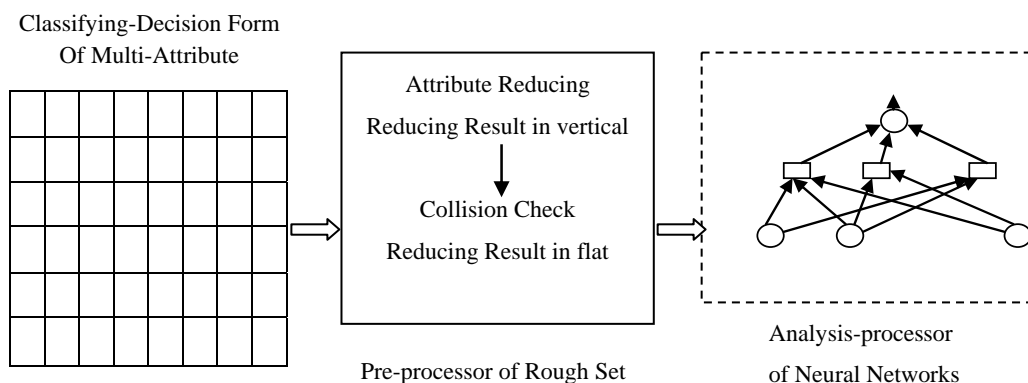 Classifying-Decision Form
Of Multi-Attribute
Attribute Reducing
Reducing Result in vertical
Collision Check
Reducing Result in flat
Pre-processor of Rough Set
Analysis-processor
of Neural Networks